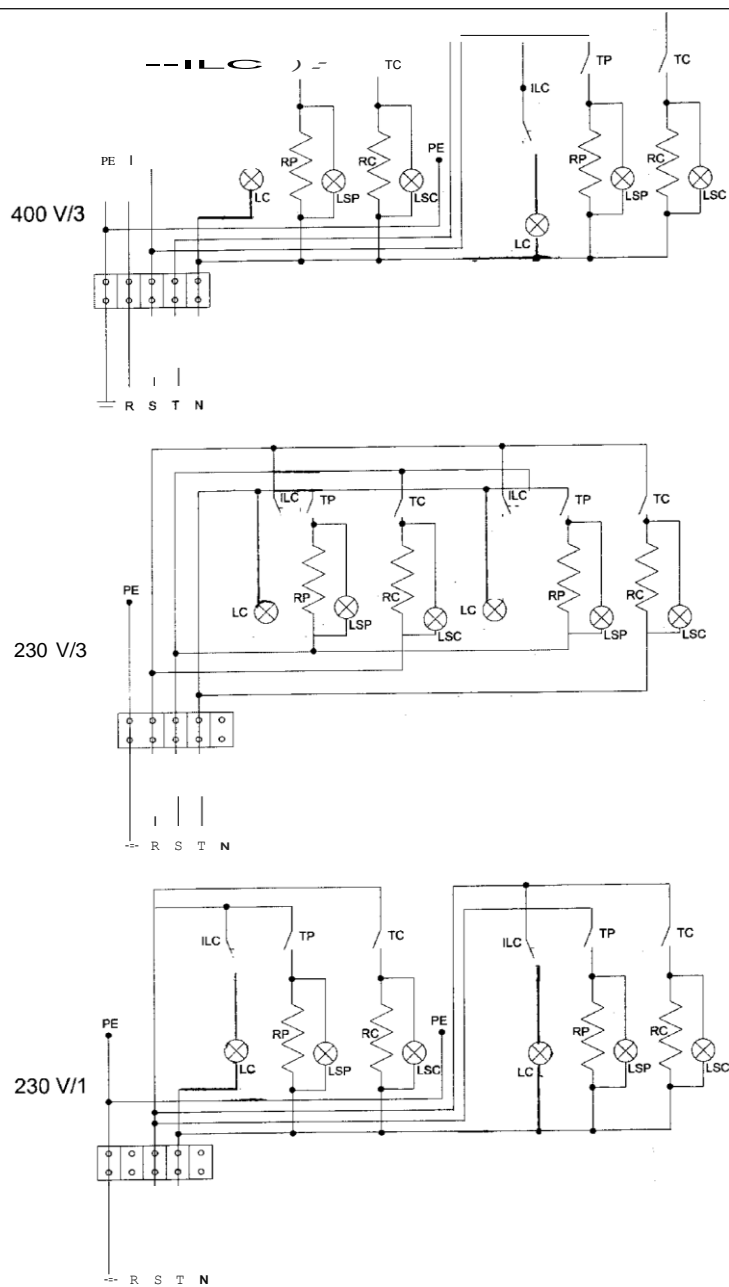 ILC TC TP TC
ILC
PE RP RC PE RP RC
LC LSP LSC LSP LSC
400 V/3 LC
R S T N
ILC TP TC ILC TP TC
PE RP RC RP RC
LC LSP LSC LC LSP LSC
230 V/3
R S T N
ILC TP TC ILC TP TC
PE RP RC PE RP RC
LC LSP LSC LC LSP LSC
230 V/1
R S T N